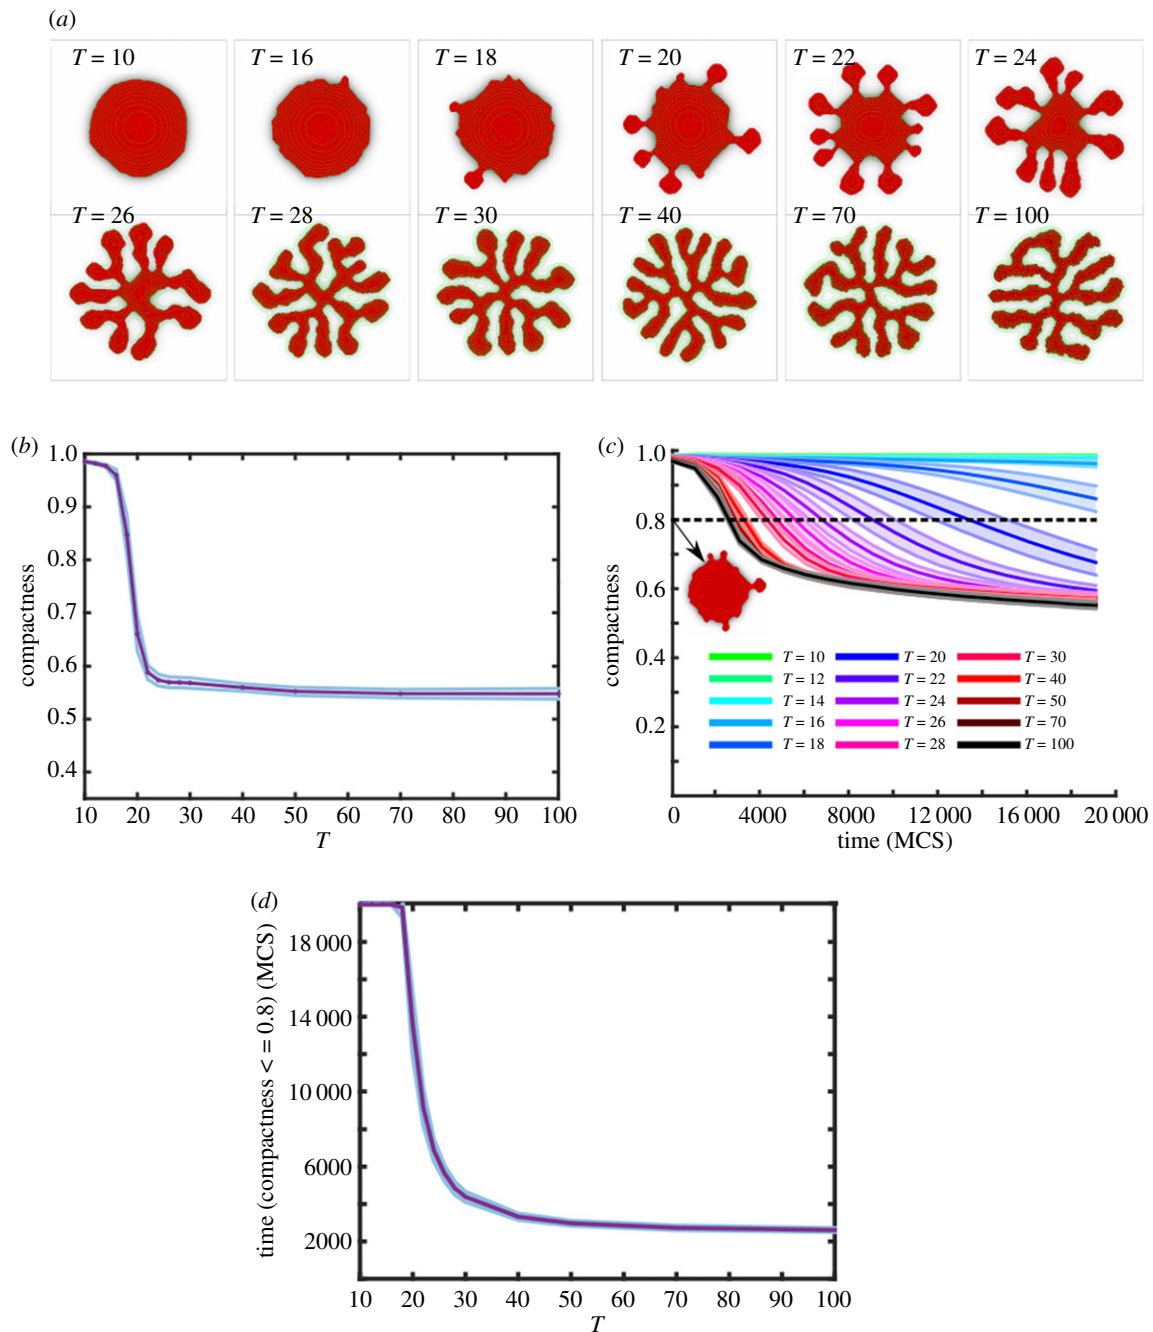 (a)
T = 10 T = 16 T = 18 T = 20 T = 22 T = 24
T = 26 T = 28 T = 30 T = 40 T = 70 T = 100
(b)
1.0
0.9
0.8
0.7
0.6
0.5
0.4
compactness
10 20 30 40 50 60 70 80 90 100
T
(c)
1.0
0.8
0.6
0.4
0.2
compactness
T = 10 T = 20 T = 30
T = 12 T = 22 T = 40
T = 14 T = 24 T = 50
T = 16 T = 26 T = 70
T = 18 T = 28 T = 100
0 4000 8000 12 000 16 000 20 000
time (MCS)
(d)
18 000
14 000
10 000
6000
2000
time (compactness < = 0.8) (MCS)
10 20 30 40 50 60 70 80 90 100
T